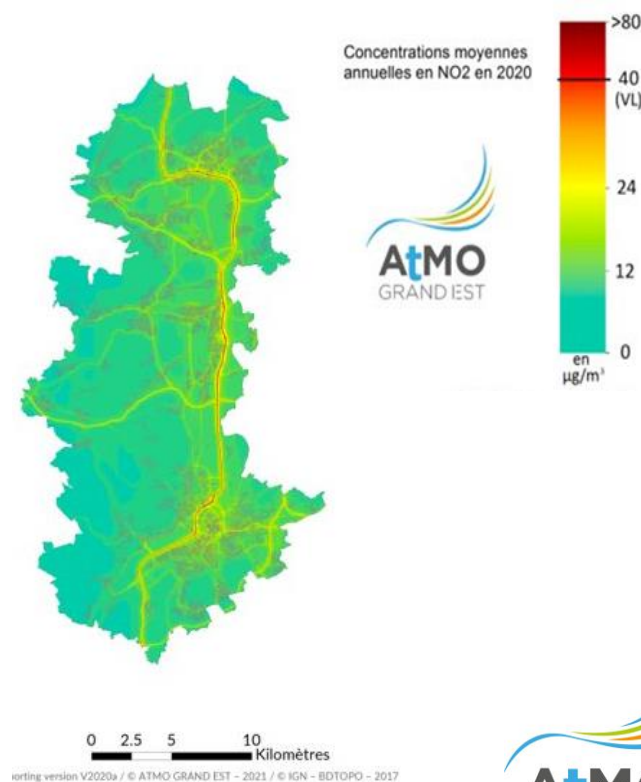 Concentrations moyennes
annuelles en NO2 en 2020
>80
40
(VL)
24
12
0
en
µg/m³
AtMO
GRAND EST
0 2.5 5 10
Kilomètres
orting version V2020a / © ATMO GRAND EST – 2021 / © IGN – BDTOPO – 2017
AtMO